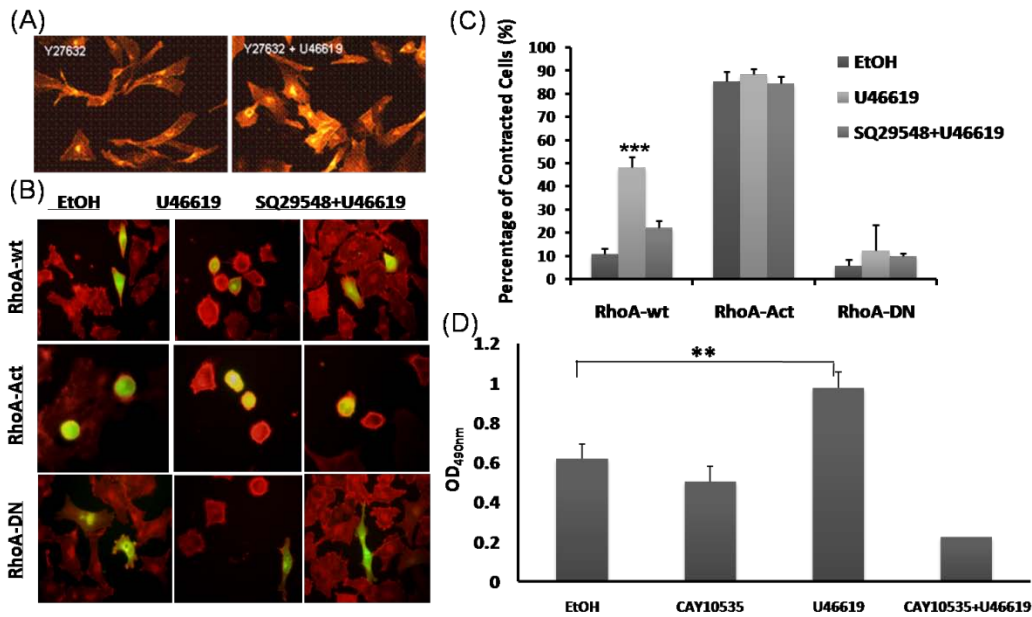 (A)
Y27632
Y27632 + U46619
(B)
EtOH U46619 SQ29548+U46619
RhoA-wt
RhoA-Act
RhoA-DN
(C)
Percentage of Contracted Cells (%)
100
90
80
70
60
50
40
30
20
10
0
***
EtOH
U46619
SQ29548+U46619
RhoA-wt RhoA-Act RhoA-DN
(D)
OD490nm
1.2
1
0.8
0.6
0.4
0.2
0
**
EtOH CAY10535 U46619 CAY10535+U46619